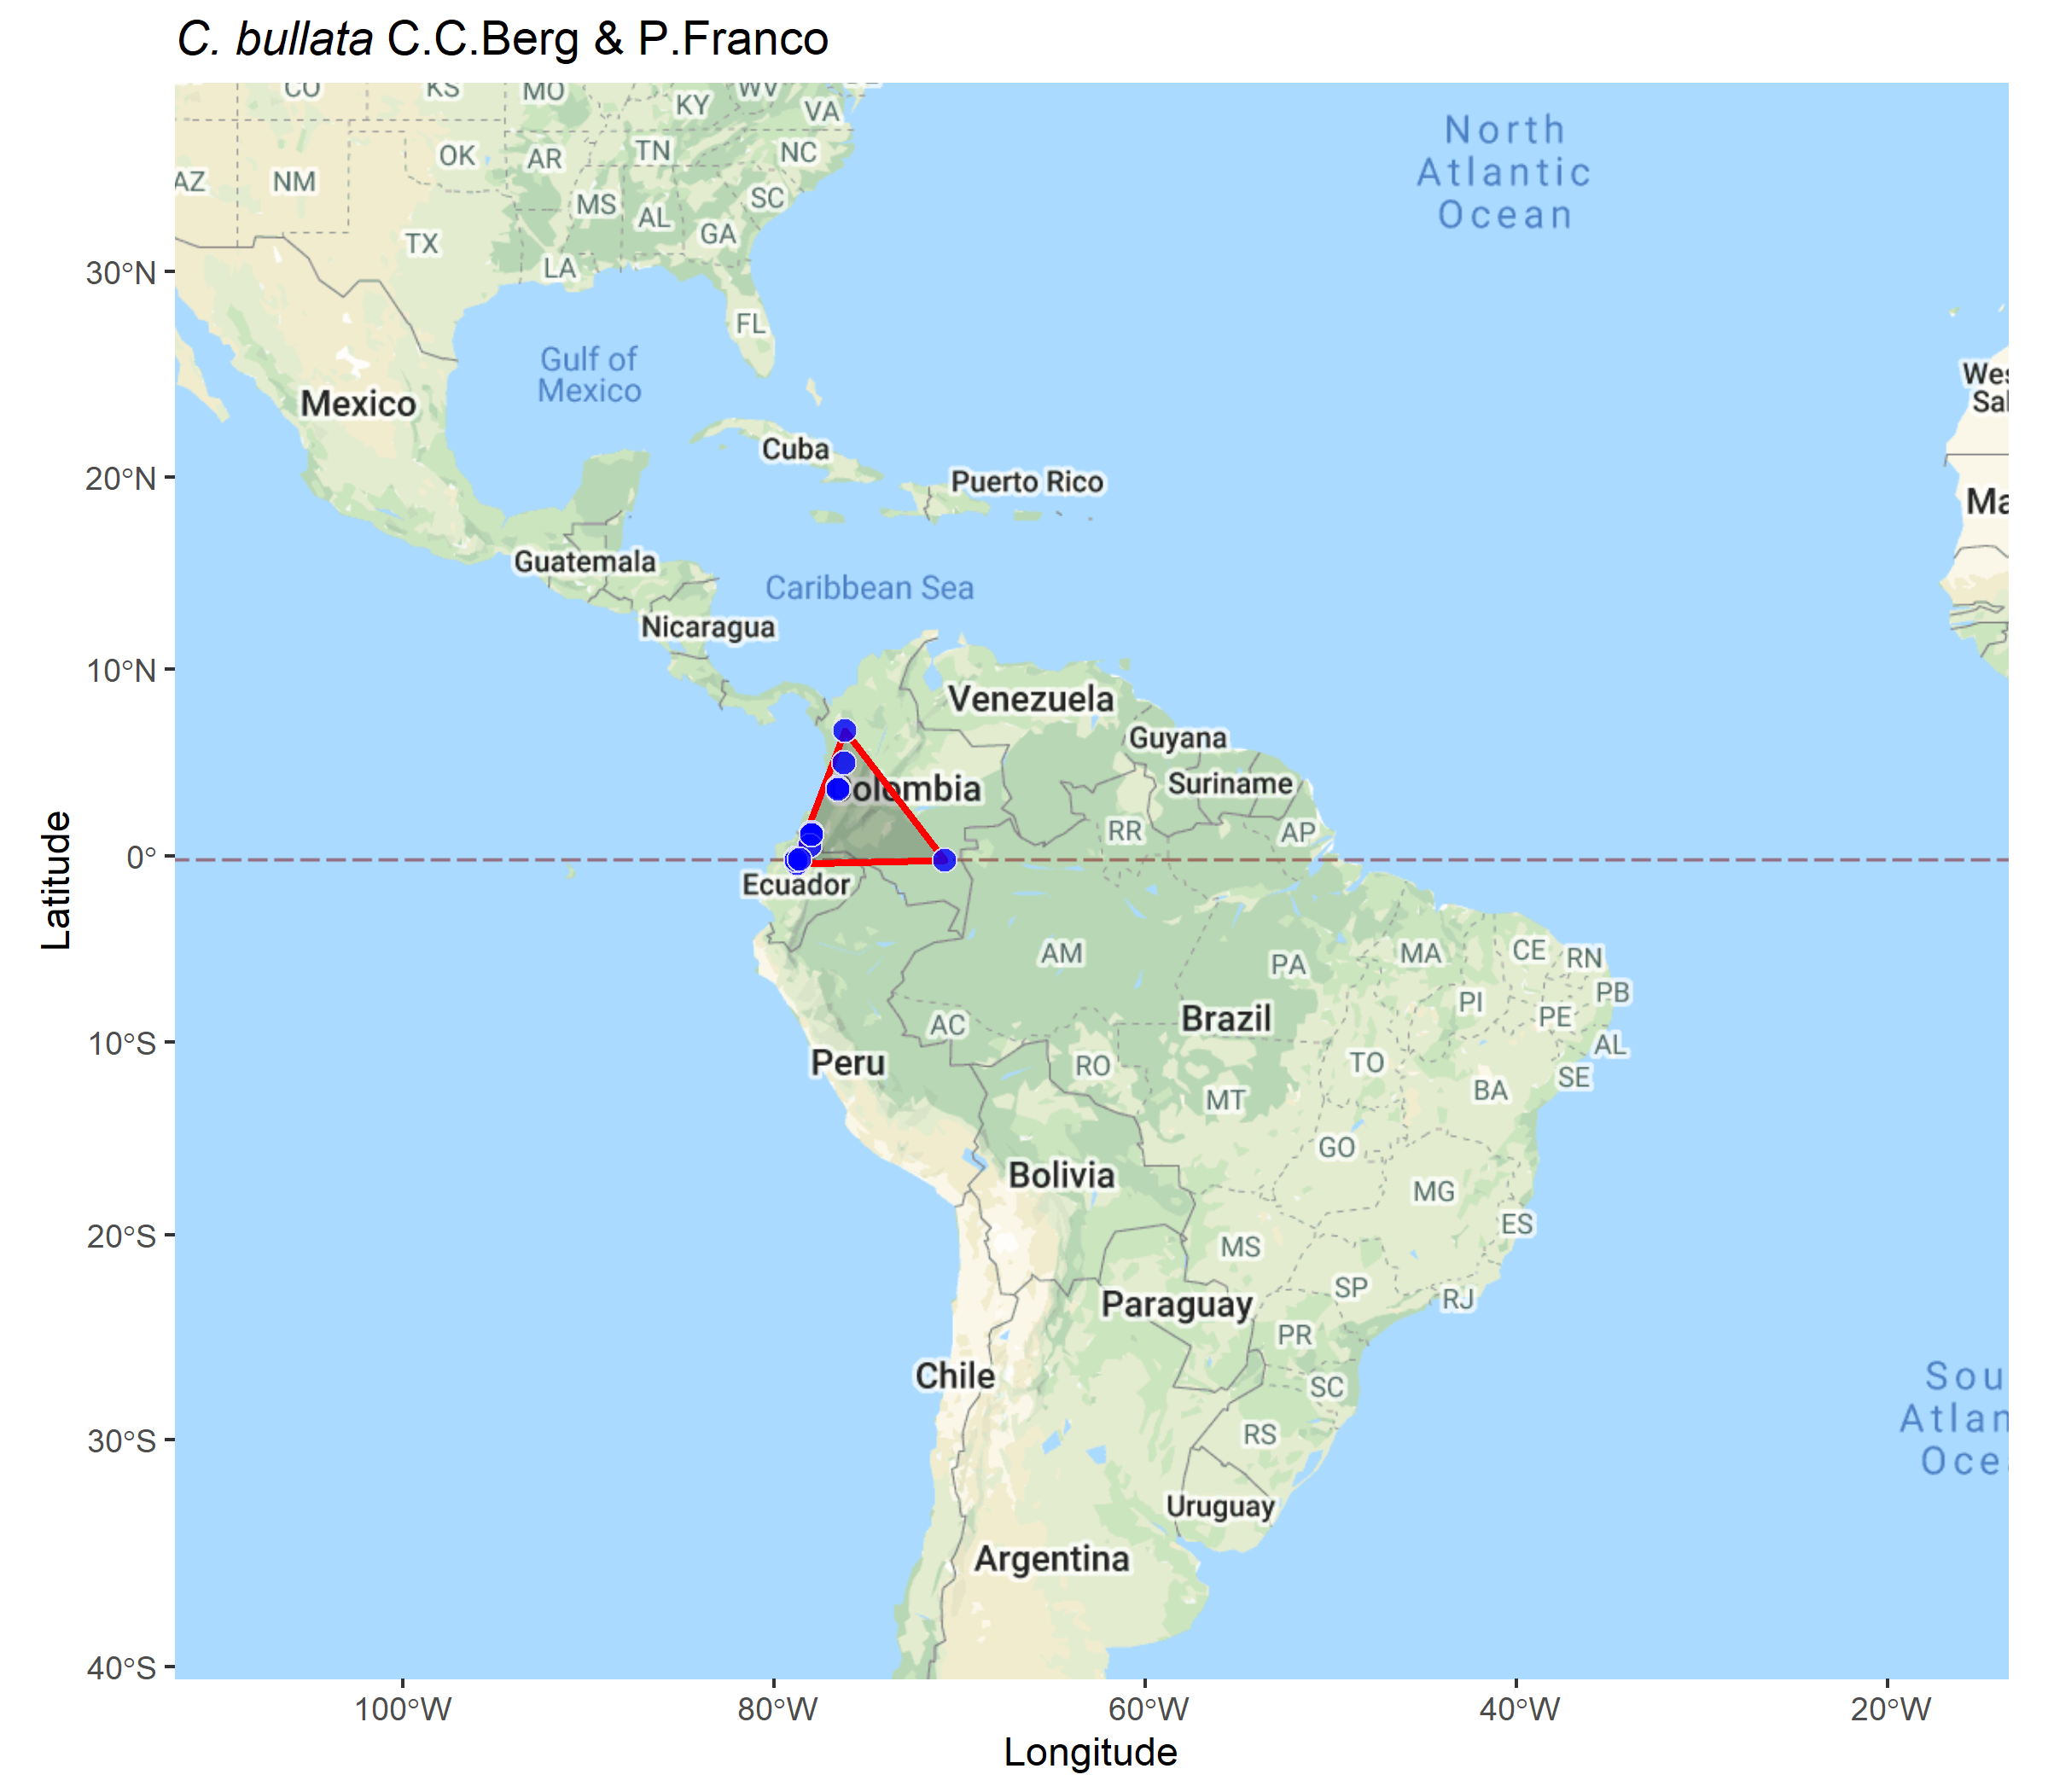 C. bullata C.C.Berg & P.Franco
CO KS MO WV
KY VA
OK AR TN NC
AZ NM
MS AL SC
TX GA
LA
FL
North
Atlantic
Ocean
30°N
Gulf of
Mexico
Mexico
Cuba
Puerto Rico
20°N
Guatemala
Caribbean Sea
Nicaragua
10°N
Venezuela
Guyana
Suriname
olombia
RR AP
0°
Ecuador
AM PA MA CE RN
PB
PI PE
AC Brazil AL
10°S
Peru RO TO SE
MT BA
GO
Bolivia MG
ES
20°S
MS
SP RJ
Paraguay
PR
Chile SC
RS
30°S
Uruguay
Argentina
Sou
Atlan
Oce
40°S
100°W 80°W 60°W 40°W 20°W
Latitude
Longitude
Wes
Sal
Ma